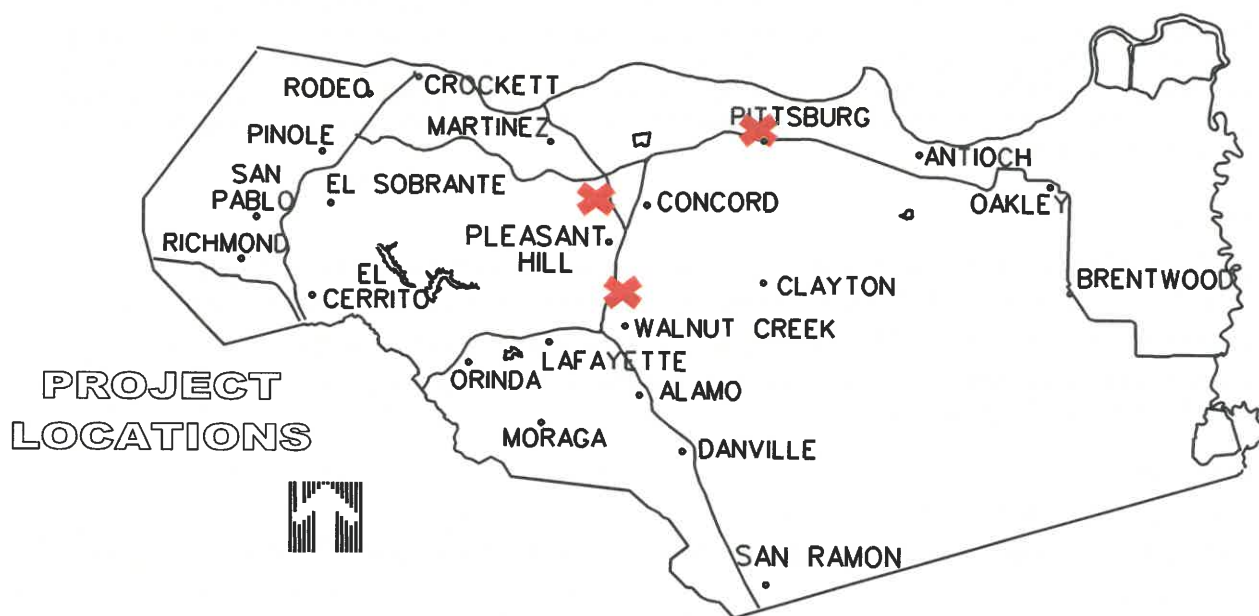 CROCKETT
RODEO
PITTSBURG
MARTINEZ
PINOLE
ANTIOCH
SAN
PABLO
EL SOBRANTE
CONCORD
OAKLEY
RICHMOND
PLEASANT
HILL
EL
CERRITO
CLAYTON
BRENTWOOD
WALNUT CREEK
LAFAYETTE
ORINDA
PROJECT
LOCATIONS
ALAMO
MORAGA
DANVILLE
SAN RAMON